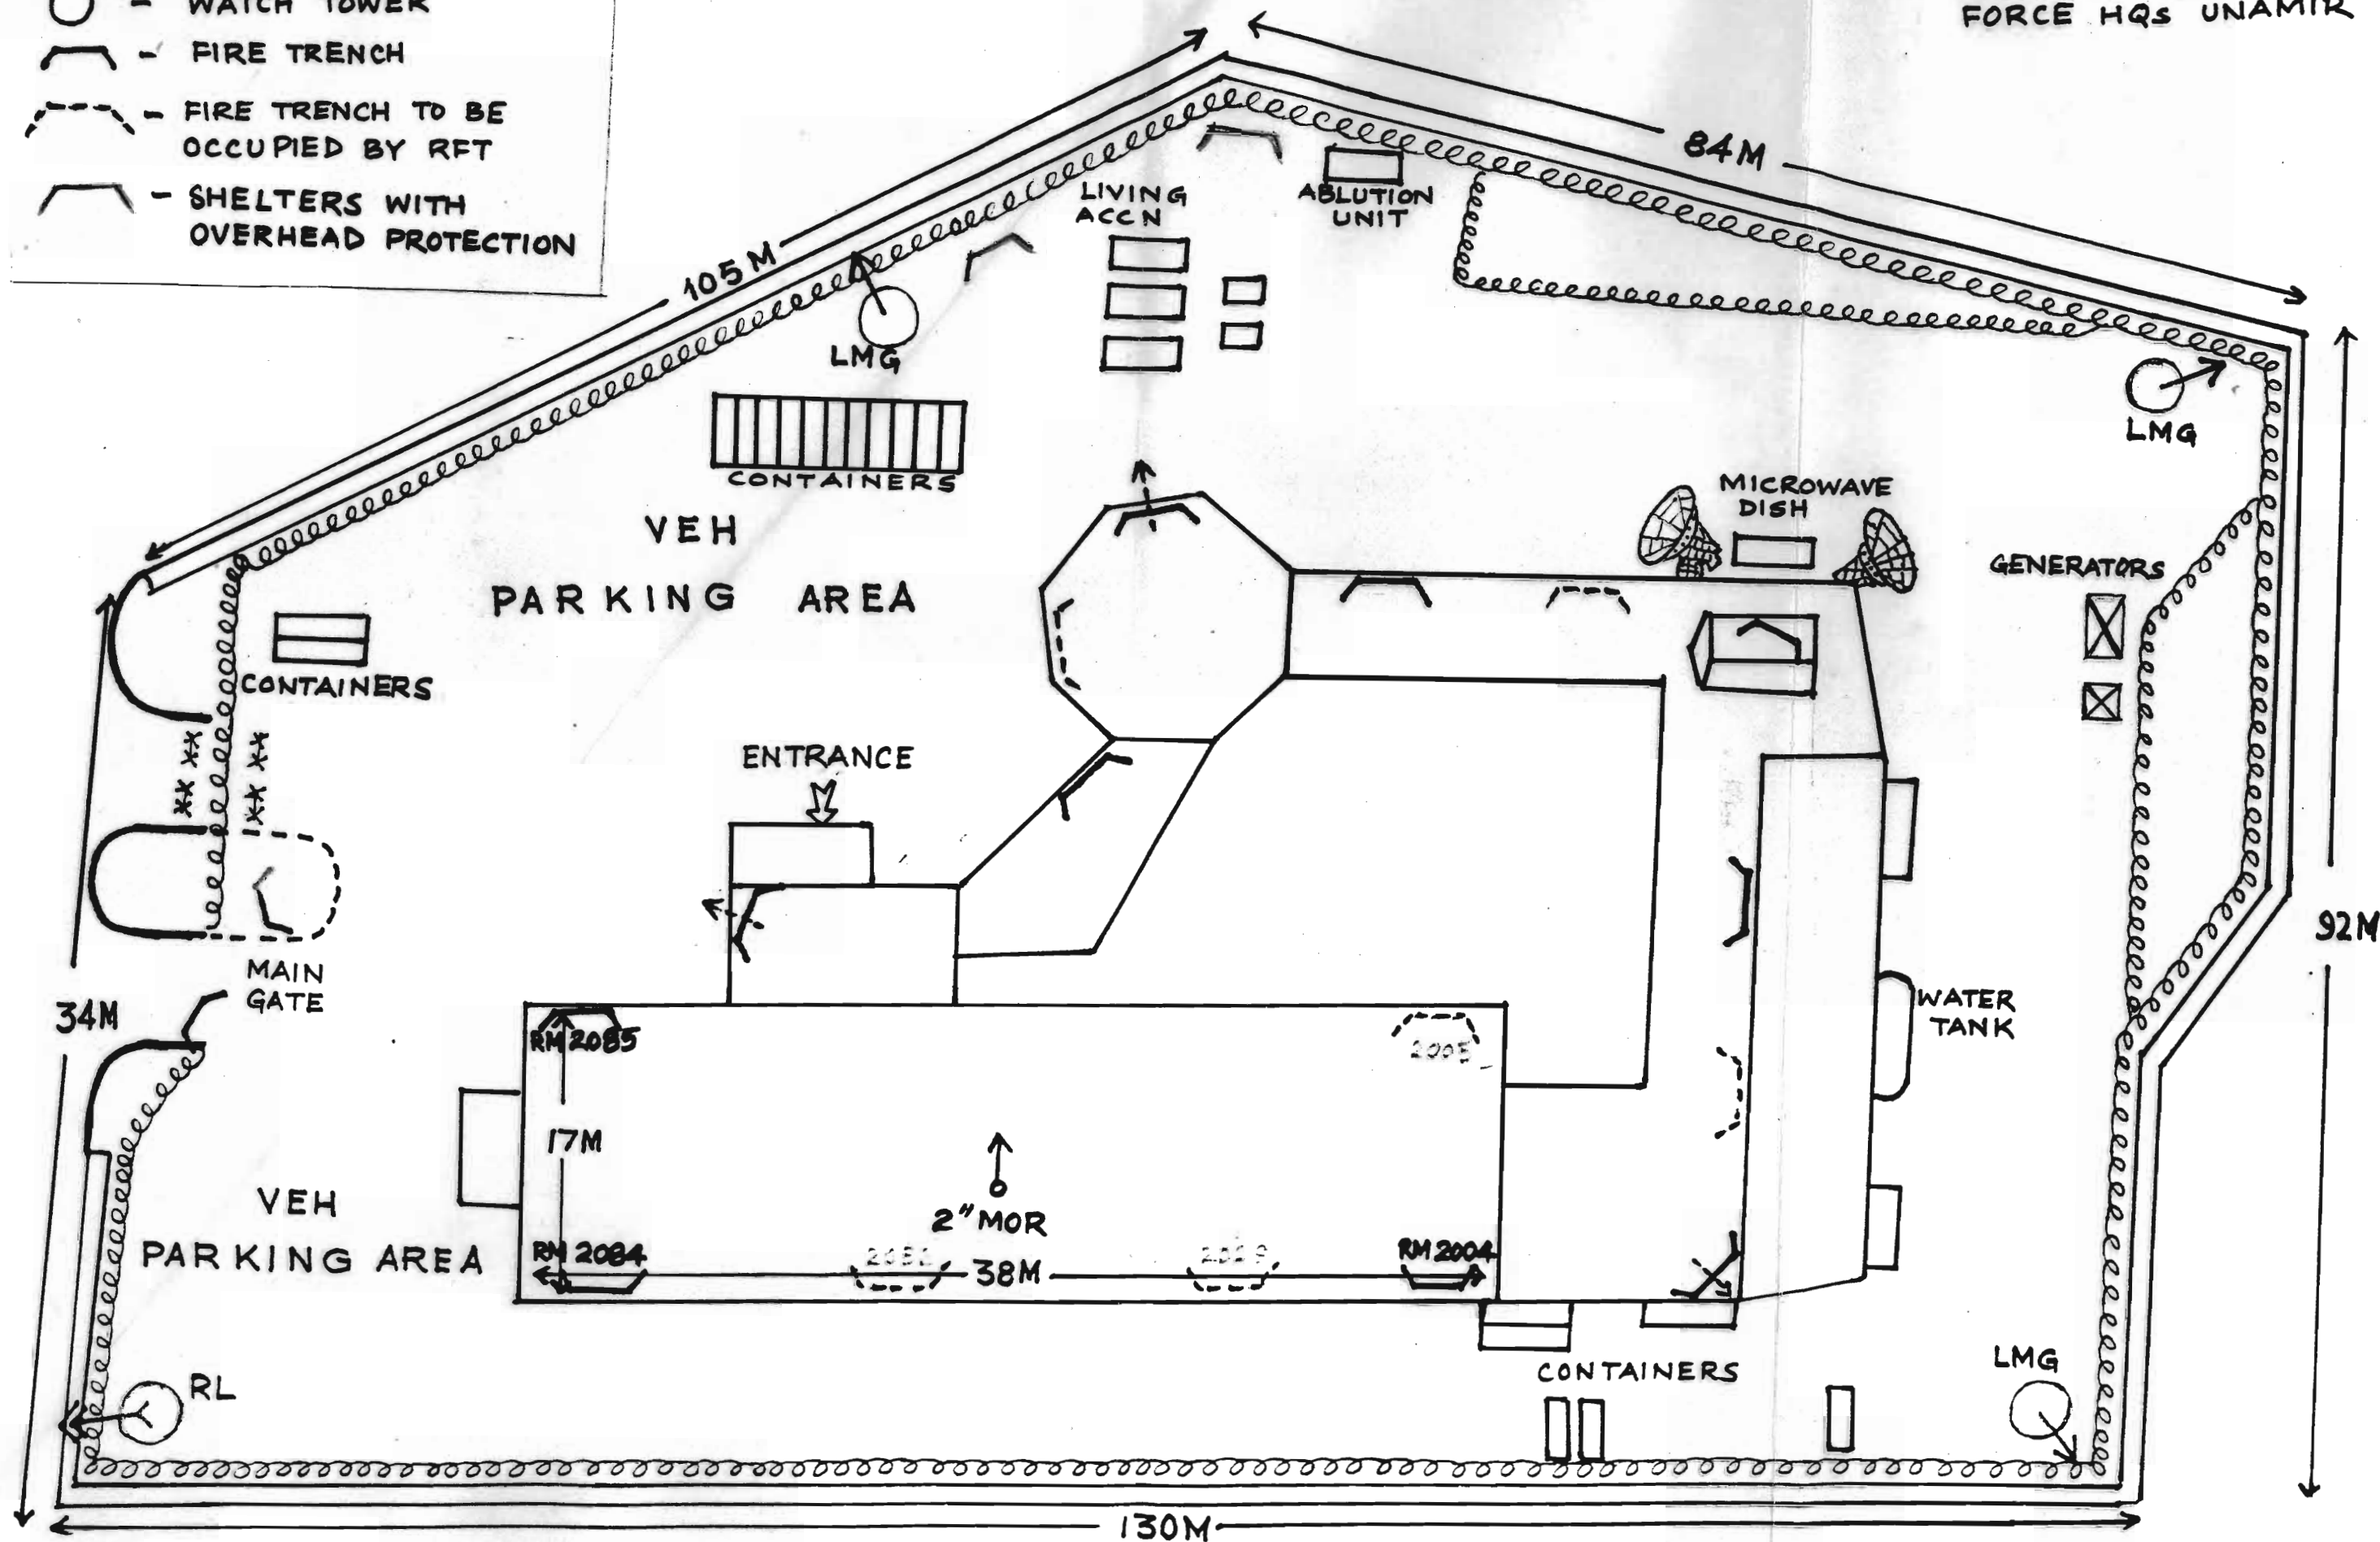 - WATCH TOWER
- FIRE TRENCH
- FIRE TRENCH TO BE
OCCUPIED BY RFT
- SHELTERS WITH
OVERHEAD PROTECTION
FORCE HQs UNAMIR
84M
105M
LIVING
ACCN
ABLUTION
UNIT
LMG
LMG
CONTAINERS
MICROWAVE
DISH
VEH
PARKING AREA
GENERATORS
CONTAINERS
ENTRANCE
92M
MAIN
GATE
34M
WATER
TANK
RM 2085
2005
17M
2" MOR
VEH
PARKING AREA
RM 2084
38M
RM 2004
CONTAINERS
LMG
RL
130M